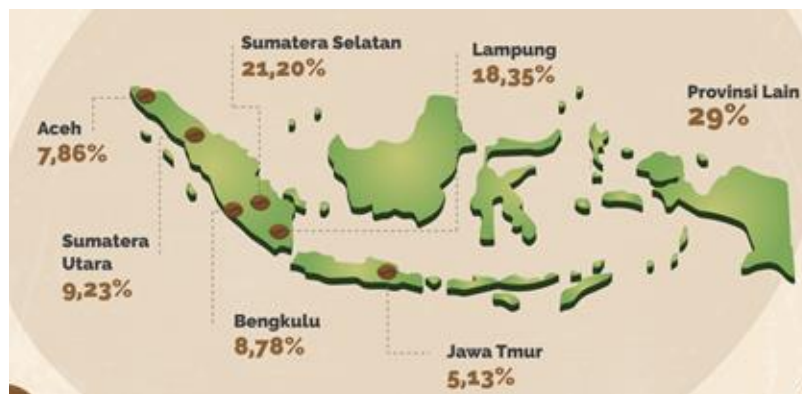 Sumatera Selatan
21,20%
Lampung
18,35%
Provinsi Lain
29%
Aceh
7,86%
Sumatera
Utara
9,23%
Bengkulu
8,78%
Jawa Tmur
5,13%